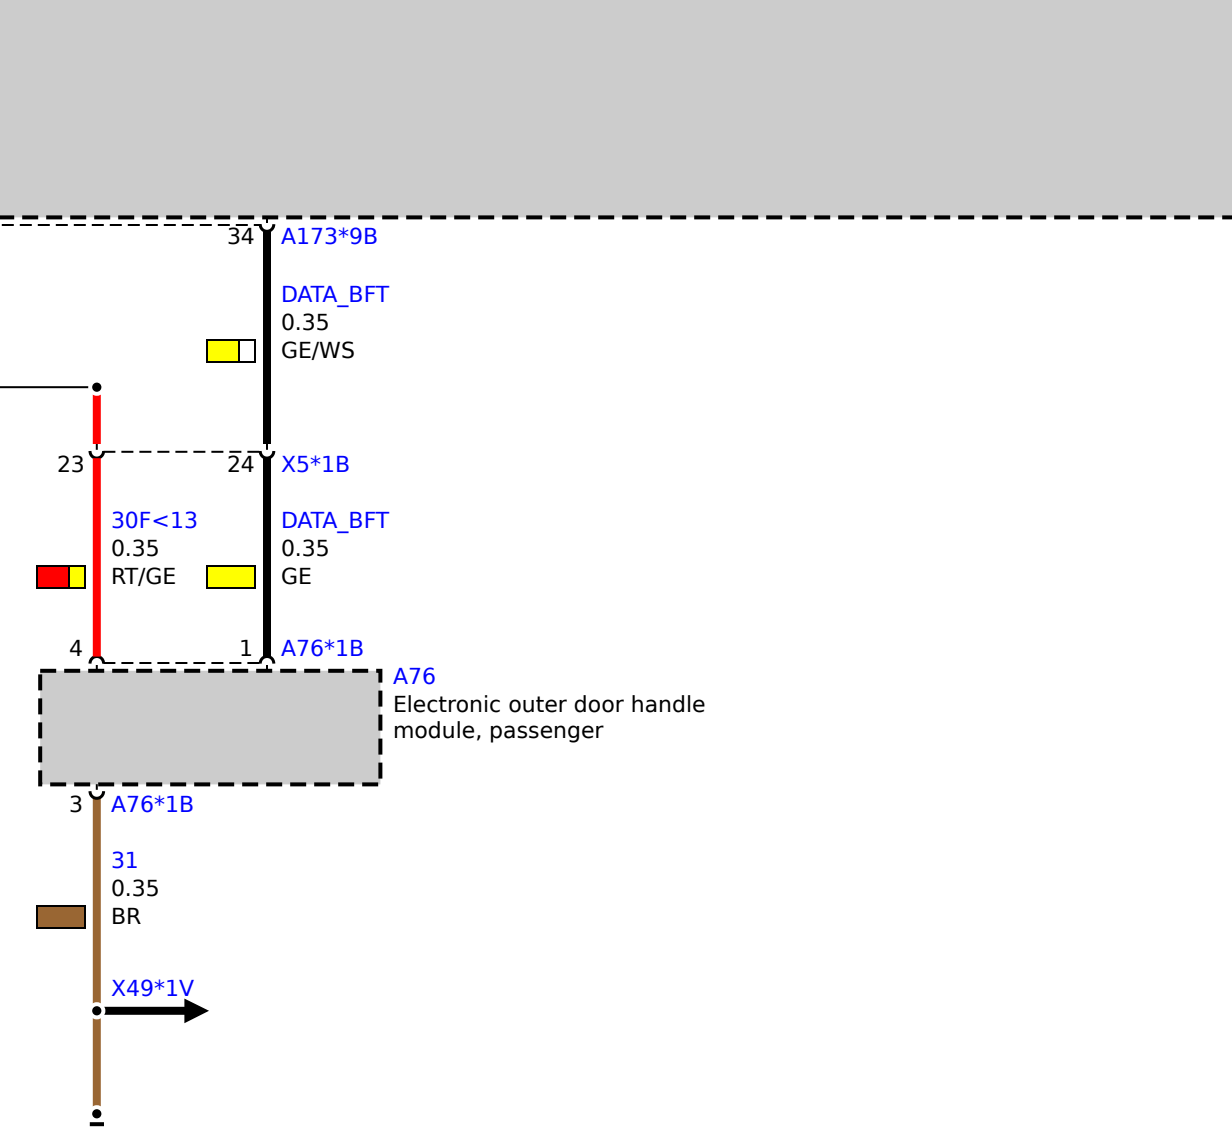 34 A173*9B
DATA_BFT
0.35
GE/WS
23 24 X5*1B
30F<13 DATA_BFT
0.35 0.35
RT/GE GE
4 1 A76*1B
A76
Electronic outer door handle
module, passenger
3 A76*1B
31
0.35
BR
X49*1V